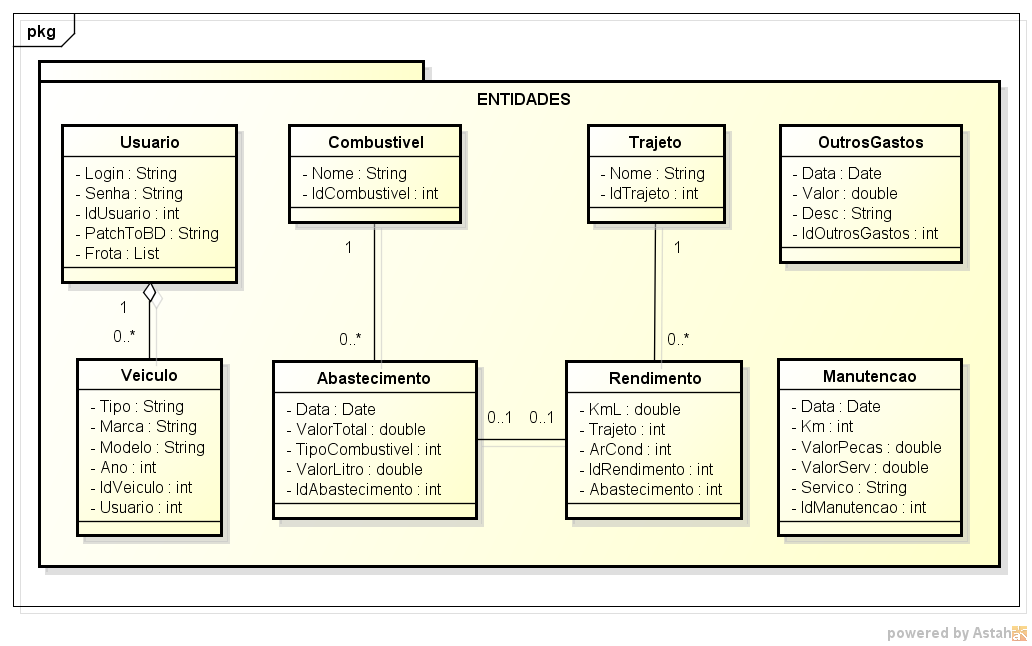 pkg
ENTIDADES
Usuario
- Login : String
- Senha : String
- IdUsuario : int
- PatchToBD : String
- Frota : List
Combustivel
- Nome : String
- IdCombustivel : int
Trajeto
- Nome : String
- IdTrajeto : int
OutrosGastos
- Data : Date
- Valor : double
- Desc : String
- IdOutrosGastos : int
1
0..*
1
0..*
1
0..*
Veiculo
- Tipo : String
- Marca : String
- Modelo : String
- Ano : int
- IdVeiculo : int
- Usuario : int
Abastecimento
- Data : Date
- ValorTotal : double
- TipoCombustivel : int
- ValorLitro : double
- IdAbastecimento : int
0..1
0..1
Rendimento
- KmL : double
- Trajeto : int
- ArCond : int
- IdRendimento : int
- Abastecimento : int
Manutencao
- Data : Date
- Km : int
- ValorPecas : double
- ValorServ : double
- Servico : String
- IdManutencao : int
powered by Astah